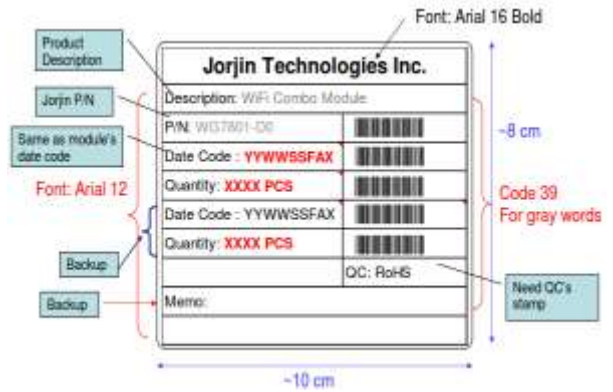 Font: Arial 16 Bold
Product
Description
Jorjin Technologies Inc.
Description: WiFi Combo Module
Jorjin P/N
P/N: WG7801-D0
~8 cm
Same as module's
date code
Date Code : YYWWSSFAX
Font: Arial 12
Quantity: XXXX PCS
Code 39
For gray words
Date Code : YYWWSSFAX
Quantity: XXXX PCS
Backup
QC: RoHS
Need QC's
stamp
Backup
Memo:
~10 cm